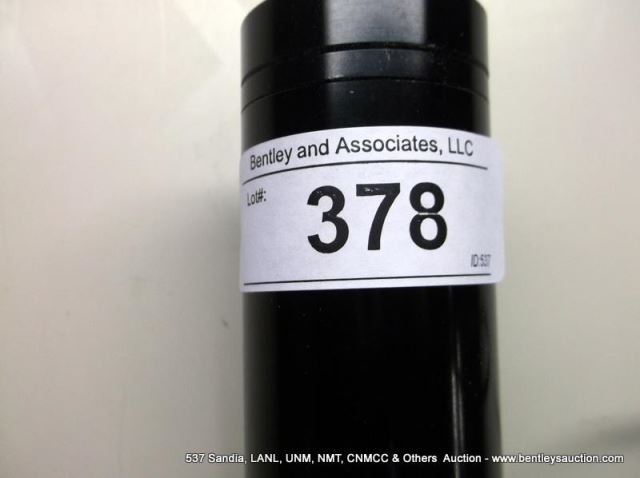 Bentley and Associates, LLC
Lot#:
378
ID:537
537 Sandia, LANL, UNM, NMT, CNMCC & Others Auction - www.bentleysauction.com